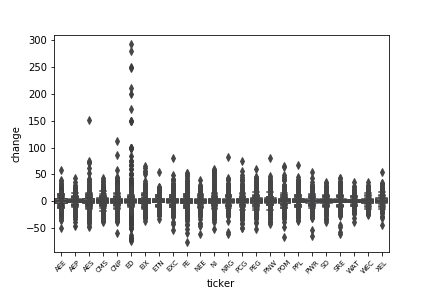 300
250
200
150
100
50
0
−50
change
AEE AEP AES CMS CNP ED EIX ETN EXC FE NEE NI NRG PCG PEG PNW POM PPL PWR SO SRE WAT WEC XEL
ticker